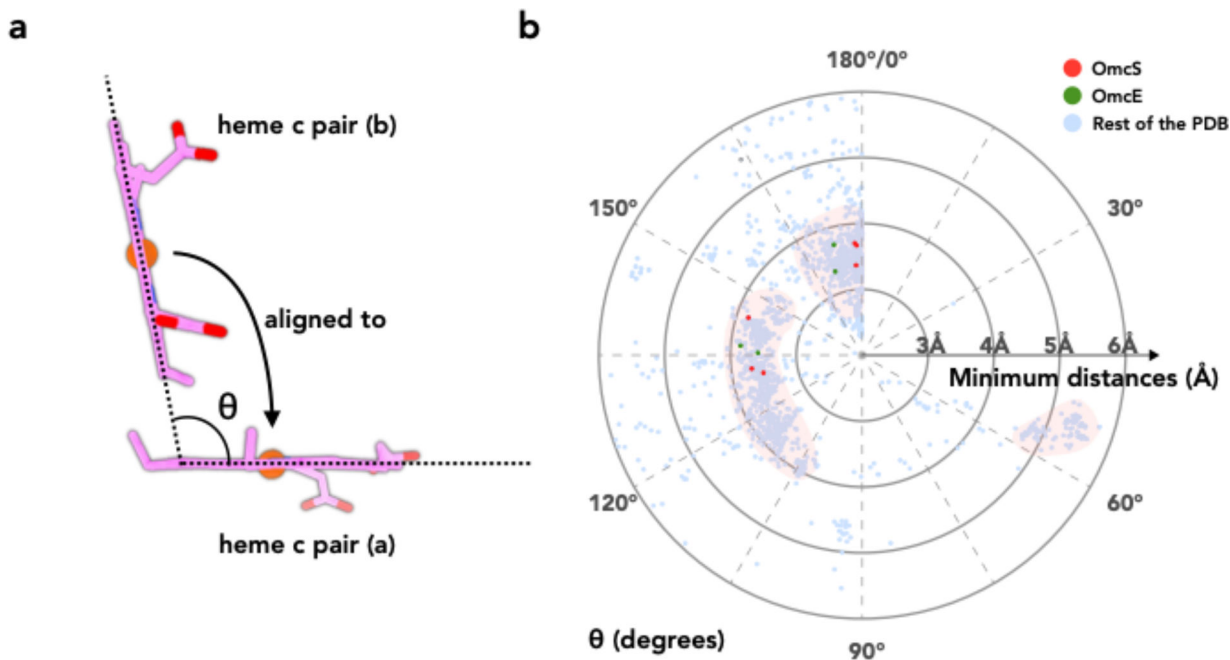 a
heme c pair (b)
aligned to
θ
heme c pair (a)
b
180°/0°
OmcS
OmcE
Rest of the PDB
150°
30°
3Å 4Å 5Å 6Å
Minimum distances (Å)
120°
60°
θ (degrees)
90°